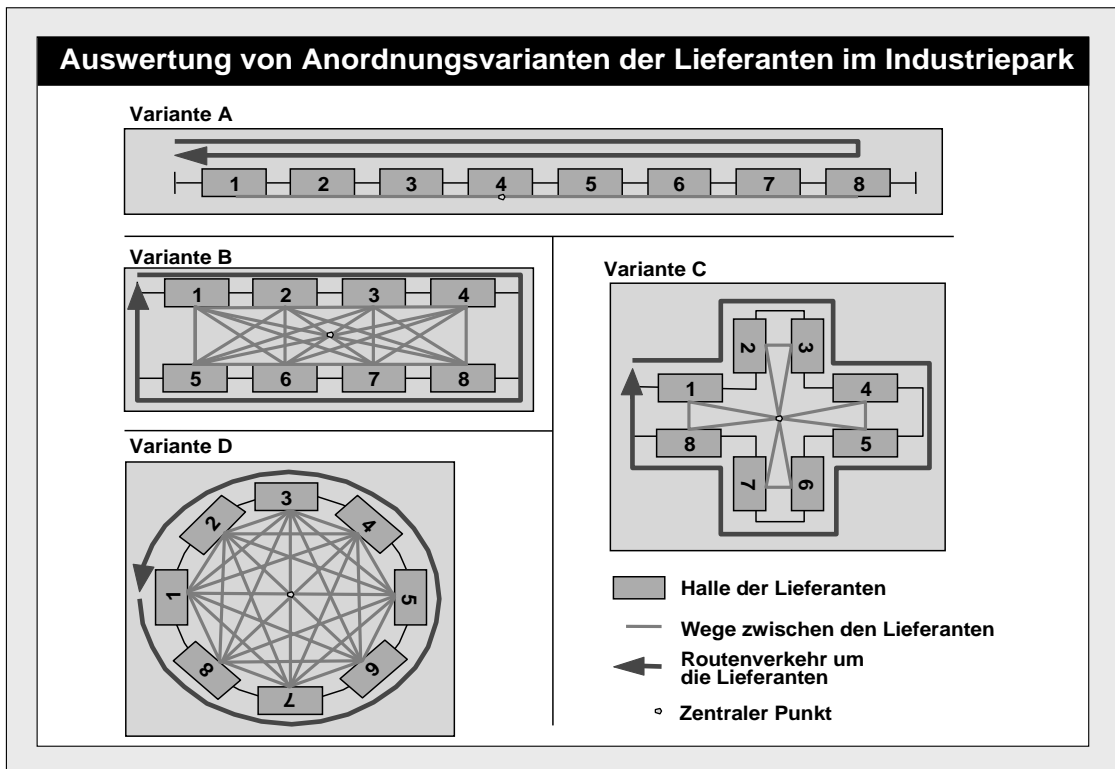 Auswertung von Anordnungsvarianten der Lieferanten im Industriepark
Variante A
1 2 3 4 5 6 7 8
Variante B
1 2 3 4
5 6 7 8
Variante C
2 3
1 4
8 5
7 6
Variante D
3
2 4
1 5
8 6
7
Halle der Lieferanten
Wege zwischen den Lieferanten
Routenverkehr um
die Lieferanten
Zentraler Punkt